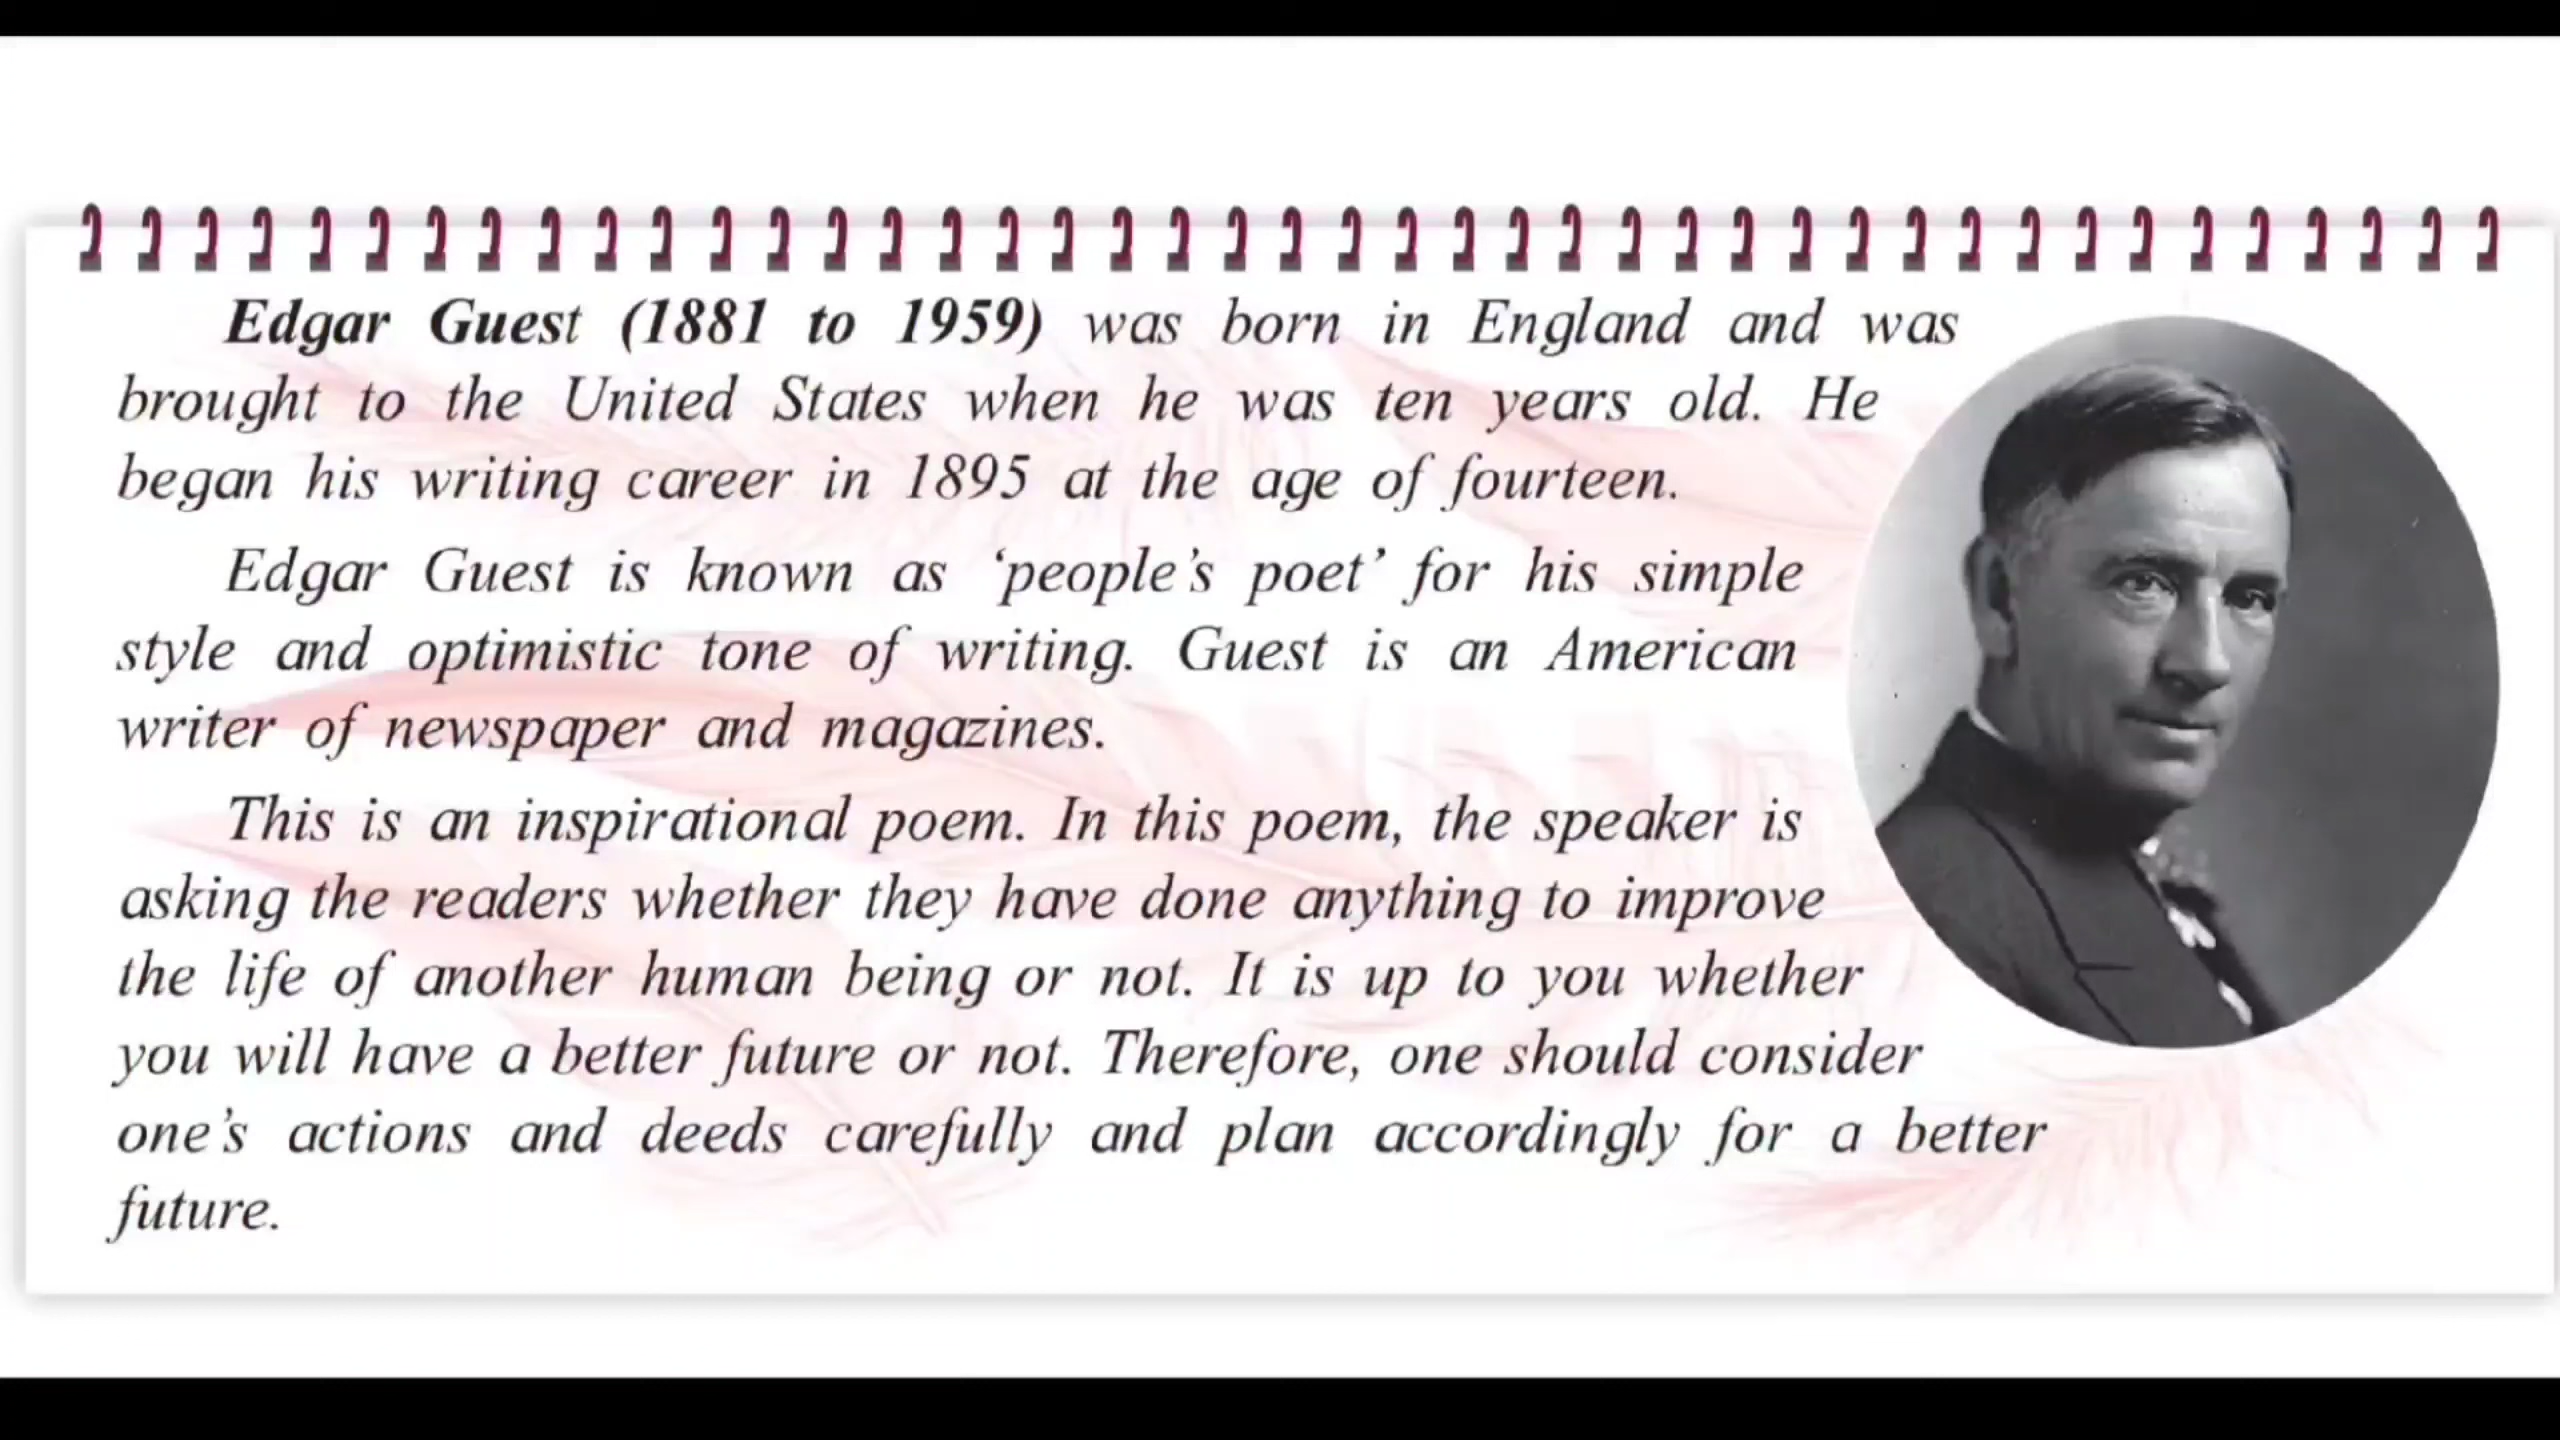 Edgar Guest (1881 to 1959) was born in England and was
brought to the United States when he was ten years old. He
began his writing career in 1895 at the age of fourteen.
Edgar Guest is known as ‘people’s poet’ for his simple
style and optimistic tone of writing. Guest is an American
writer of newspaper and magazines.
This is an inspirational poem. In this poem, the speaker is
asking the readers whether they have done anything to improve
the life of another human being or not. It is up to you whether
you will have a better future or not. Therefore, one should consider
one’s actions and deeds carefully and plan accordingly for a better
future.